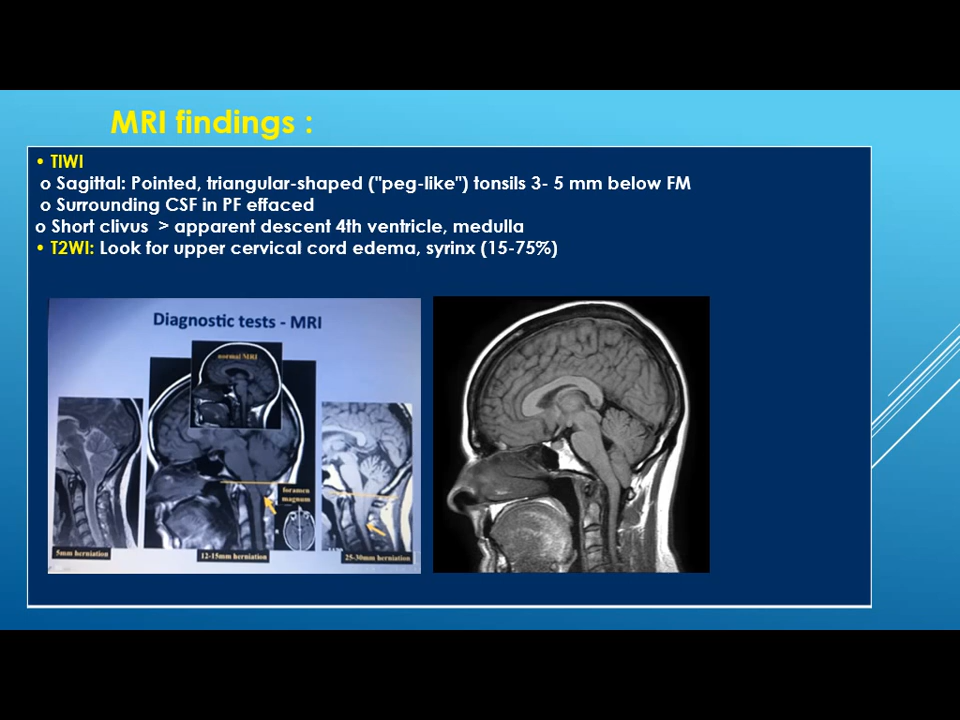 MRI findings :
• TIWI
o Sagittal: Pointed, triangular-shaped ("peg-like") tonsils 3- 5 mm below FM
o Surrounding CSF in PF effaced
o Short clivus > apparent descent 4th ventricle, medulla
• T2WI: Look for upper cervical cord edema, syrinx (15-75%)
Diagnostic tests - MRI
normal MRI
foramen
magnum
5mm herniation
12-15mm herniation
25-30mm herniation